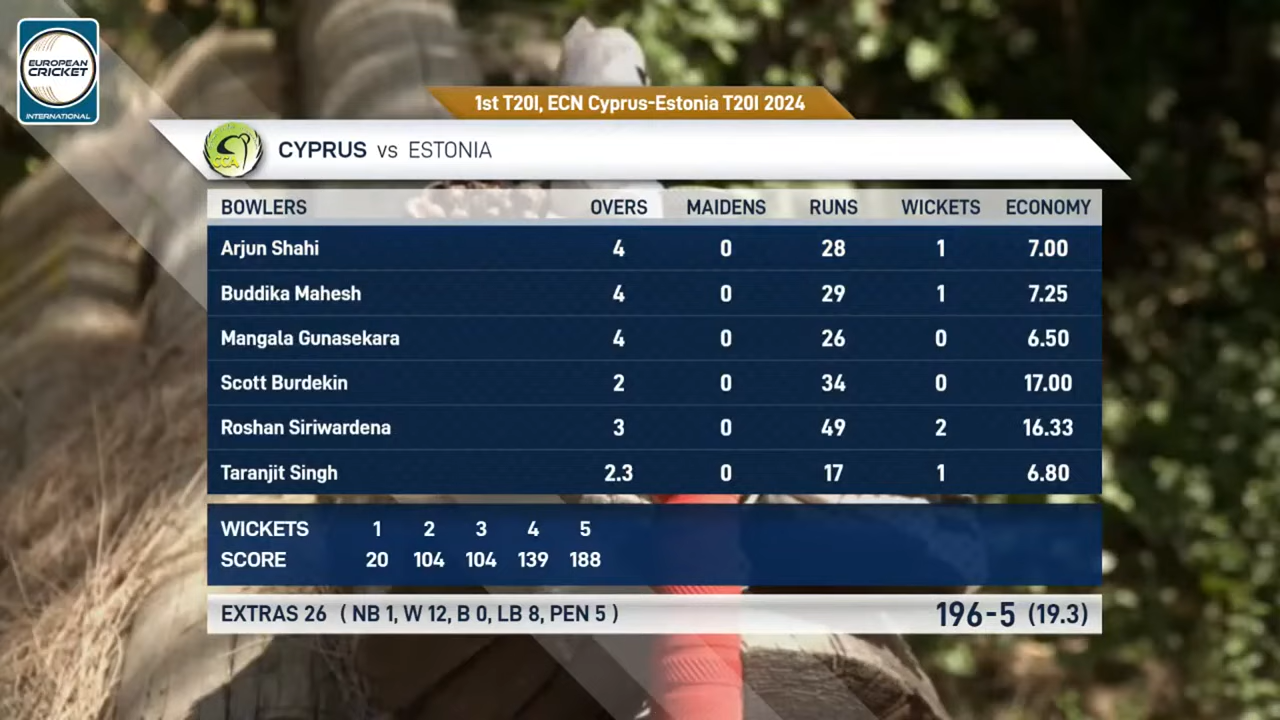 EUROPEAN
CRICKET
INTERNATIONAL
1st T20I, ECN Cyprus-Estonia T20I 2024
CCA
CYPRUS vs ESTONIA
BOWLERS OVERS MAIDENS RUNS WICKETS ECONOMY
Arjun Shahi 4 0 28 1 7.00
Buddika Mahesh 4 0 29 1 7.25
Mangala Gunasekara 4 0 26 0 6.50
Scott Burdekin 2 0 34 0 17.00
Roshan Siriwardena 3 0 49 2 16.33
Taranjit Singh 2.3 0 17 1 6.80
WICKETS 1 2 3 4 5
SCORE 20 104 104 139 188
EXTRAS 26 ( NB 1, W 12, B 0, LB 8, PEN 5 ) 196-5 (19.3)